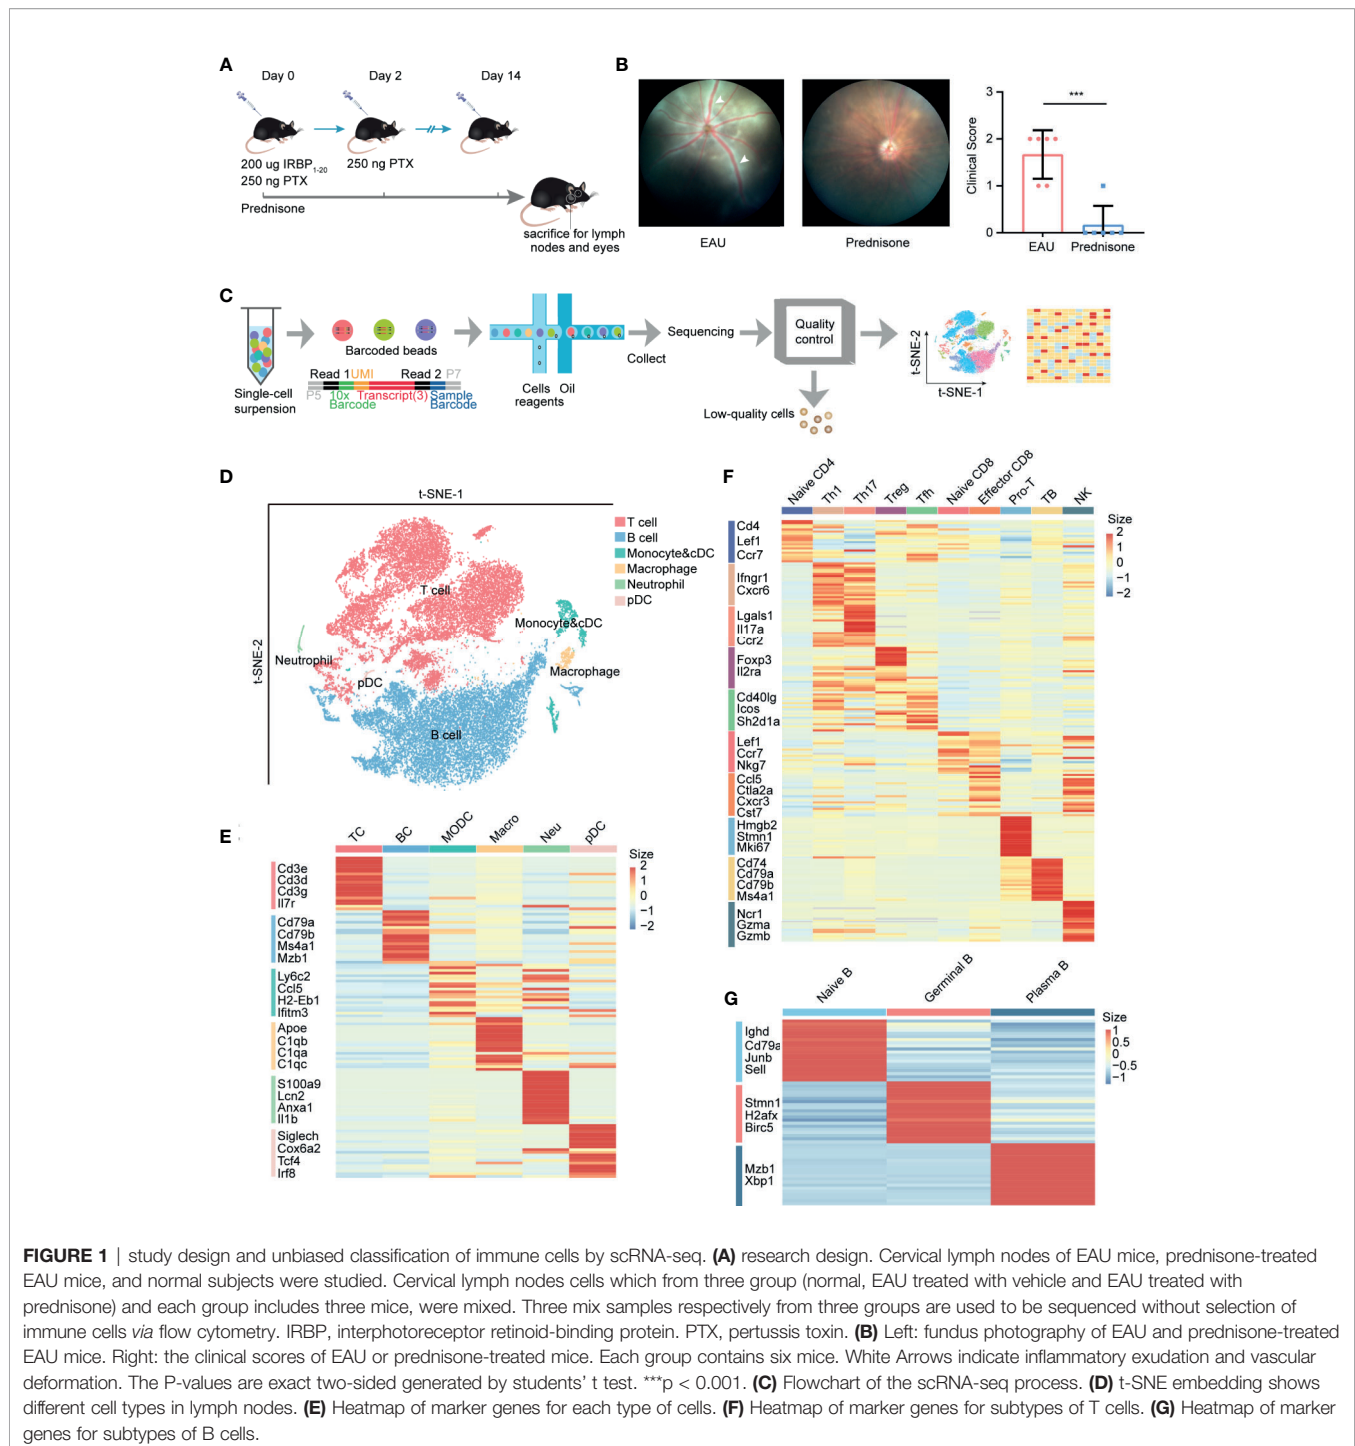 A
Day 0
Day 2
Day 14
200 ug IRBP1-20
250 ng PTX
250 ng PTX
Prednisone
sacrifice for lymph
nodes and eyes
B
EAU
Prednisone
Clinical Score
3
2
1
0
***
EAU
Prednisone
C
Single-cell
surpension
Barcoded beads
Read 1
UMI
Read 2
P7
P5
10x
Barcode
Transcript(3)
Sample
Barcode
Cells
reagents
Oil
Collect
Sequencing
Quality
control
Low-quality cells
t-SNE-2
t-SNE-1
D
t-SNE-1
t-SNE-2
T cell
B cell
Monocyte&cDC
Macrophage
Neutrophil
pDC
T cell
Monocyte&cDC
Neutrophil
Macrophage
pDC
B cell
E
TC
BC
MODC
Macro
Neu
pDC
Size
2
1
0
−1
−2
Cd3e
Cd3d
Cd3g
Il7r
Cd79a
Cd79b
Ms4a1
Mzb1
Ly6c2
Ccl5
H2-Eb1
Ifitm3
Apoe
C1qb
C1qa
C1qc
S100a9
Lcn2
Anxa1
Il1b
Siglech
Cox6a2
Tcf4
Irf8
F
Naive CD4
Th1
Th17
Treg
Tfh
Naive CD8
Effector CD8
Pro-T
TB
NK
Size
2
1
0
−1
−2
Cd4
Lef1
Ccr7
Ifngr1
Cxcr6
Lgals1
Il17a
Ccr2
Foxp3
Il2ra
Cd40lg
Icos
Sh2d1a
Lef1
Ccr7
Nkg7
Ccl5
Ctla2a
Cxcr3
Cst7
Hmgb2
Stmn1
Mki67
Cd74
Cd79a
Cd79b
Ms4a1
Ncr1
Gzma
Gzmb
G
Naive B
Germinal B
Plasma B
Size
1
0.5
0
−0.5
−1
Ighd
Cd79a
Junb
Sell
Stmn1
H2afx
Birc5
Mzb1
Xbp1
FIGURE 1 | study design and unbiased classification of immune cells by scRNA-seq. (A) research design. Cervical lymph nodes of EAU mice, prednisone-treated
EAU mice, and normal subjects were studied. Cervical lymph nodes cells which from three group (normal, EAU treated with vehicle and EAU treated with
prednisone) and each group includes three mice, were mixed. Three mix samples respectively from three groups are used to be sequenced without selection of
immune cells via flow cytometry. IRBP, interphotoreceptor retinoid-binding protein. PTX, pertussis toxin. (B) Left: fundus photography of EAU and prednisone-treated
EAU mice. Right: the clinical scores of EAU or prednisone-treated mice. Each group contains six mice. White Arrows indicate inflammatory exudation and vascular
deformation. The P-values are exact two-sided generated by students’ t test. ***p < 0.001. (C) Flowchart of the scRNA-seq process. (D) t-SNE embedding shows
different cell types in lymph nodes. (E) Heatmap of marker genes for each type of cells. (F) Heatmap of marker genes for subtypes of T cells. (G) Heatmap of marker
genes for subtypes of B cells.